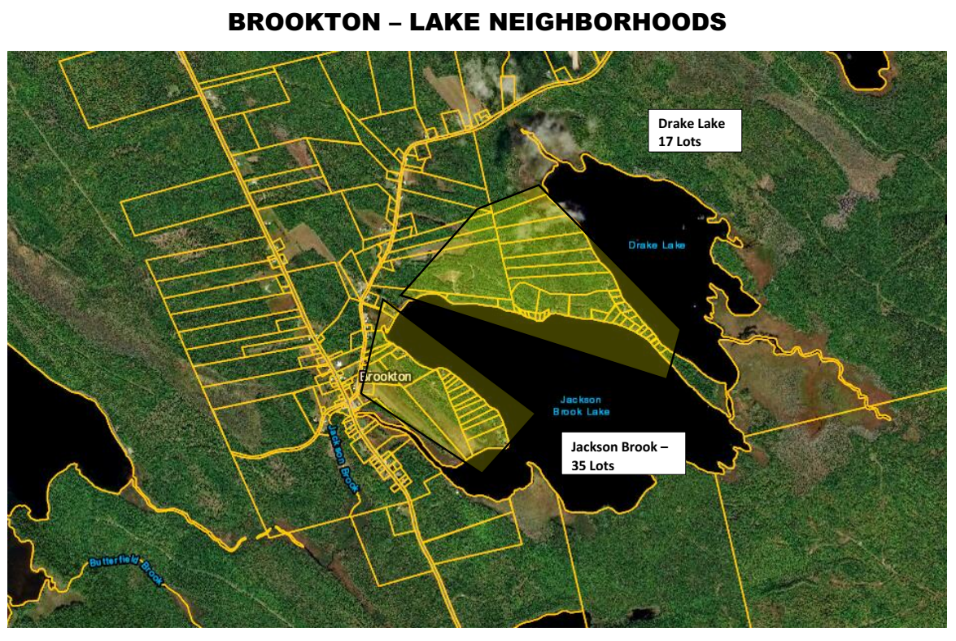 BROOKTON – LAKE NEIGHBORHOODS
Drake Lake
17 Lots
Drake Lake
Brookton
Jackson
Brook Lake
Jackson Brook
Jackson Brook –
35 Lots
Butterfield Brook